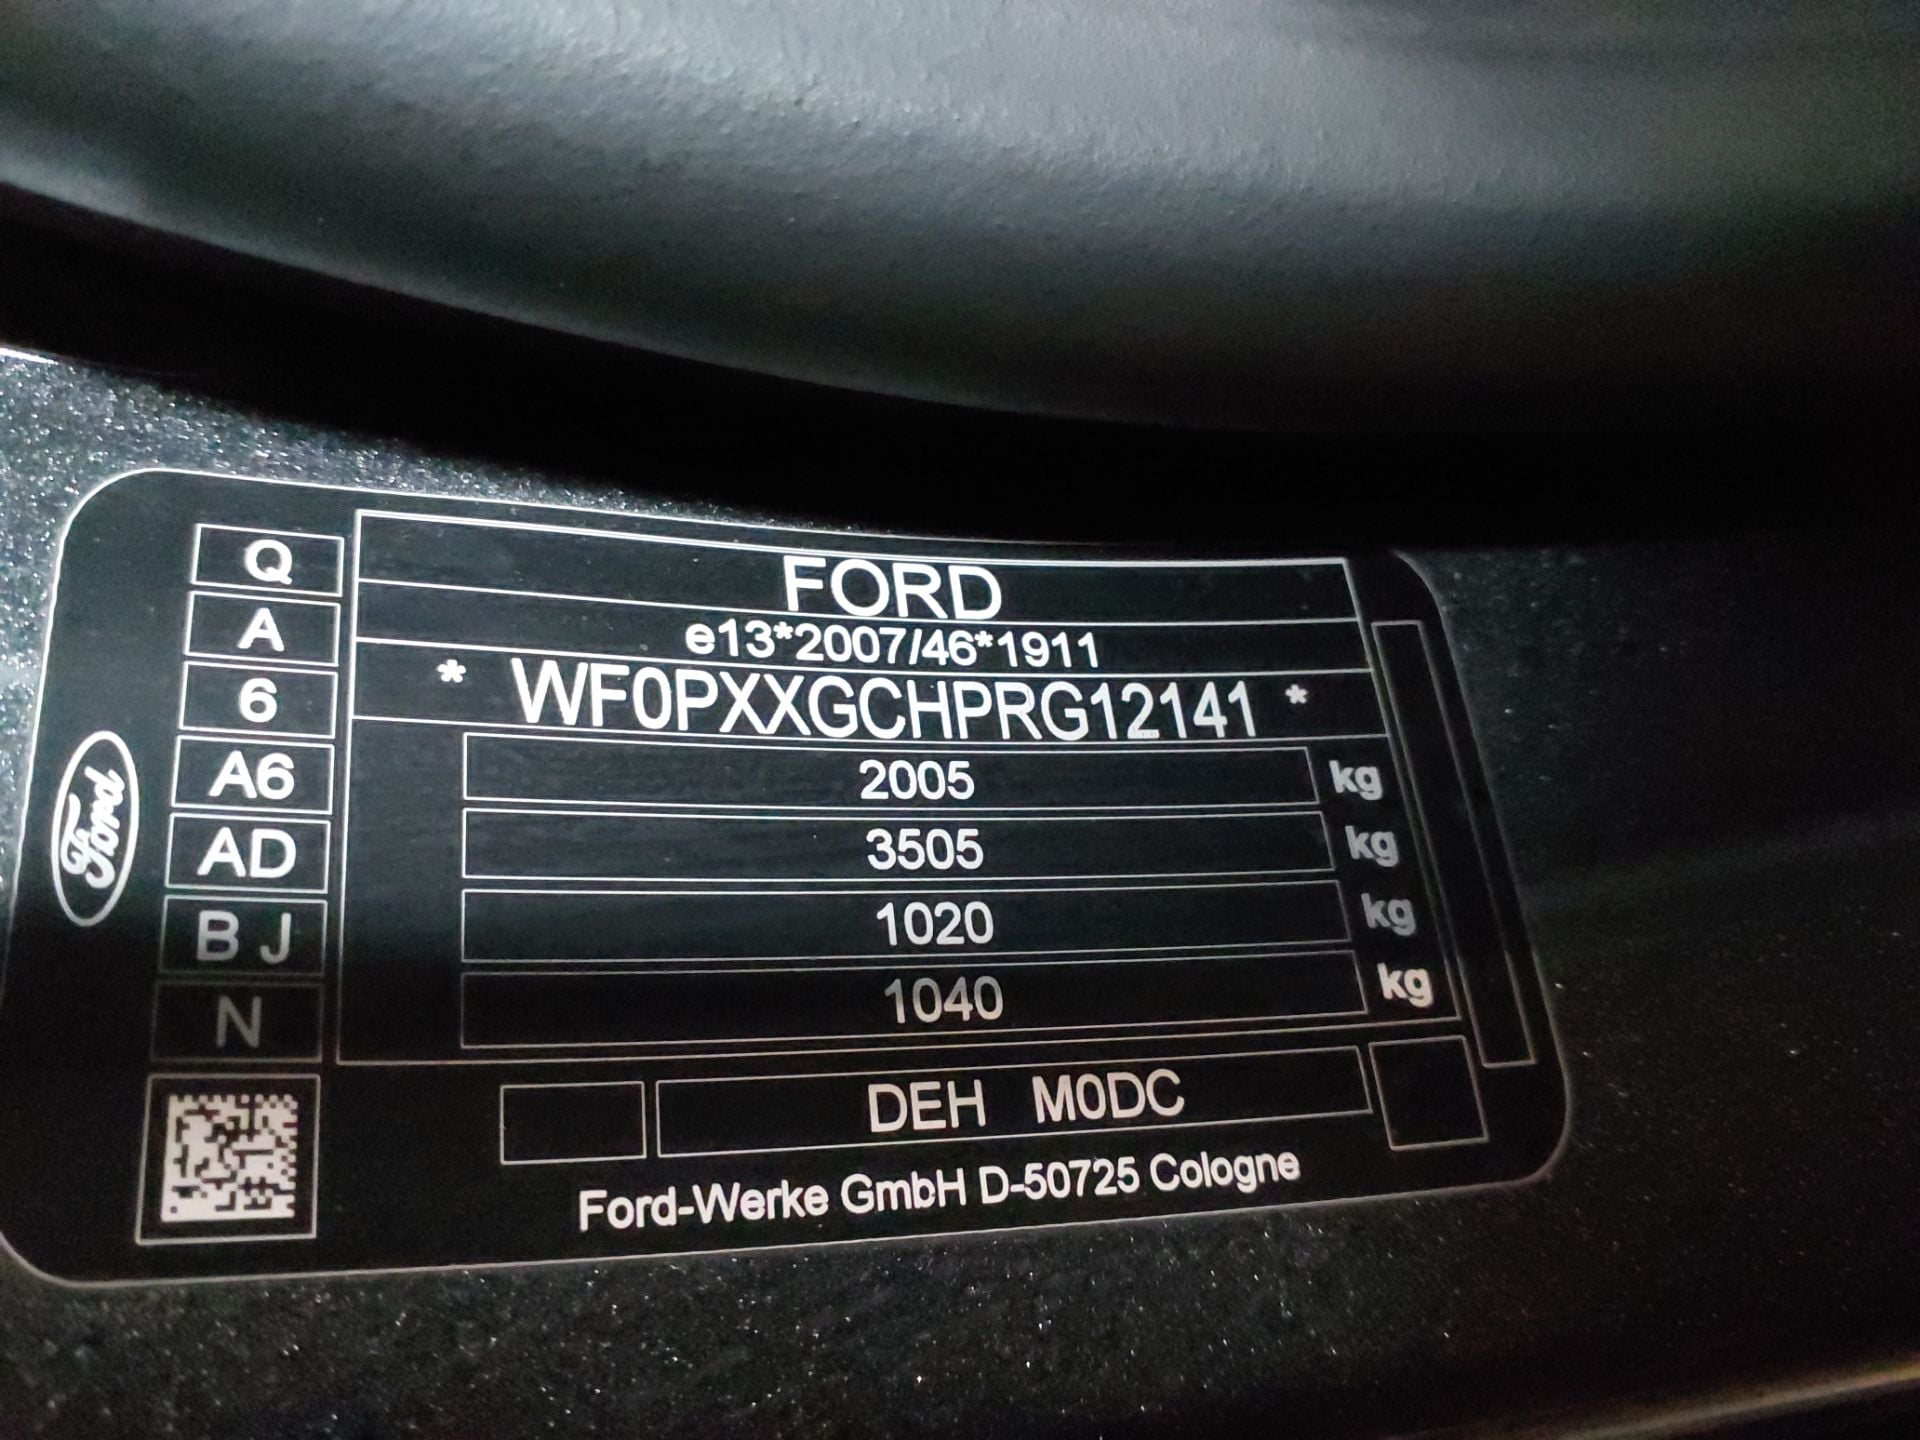 Ford
Q
A
6
A6
AD
B J
N
FORD
e13*2007/46*1911
* WF0PXXGCHPRG12141 *
2005 kg
3505 kg
1020 kg
1040 kg
DEH M0DC
Ford-Werke GmbH D-50725 Cologne